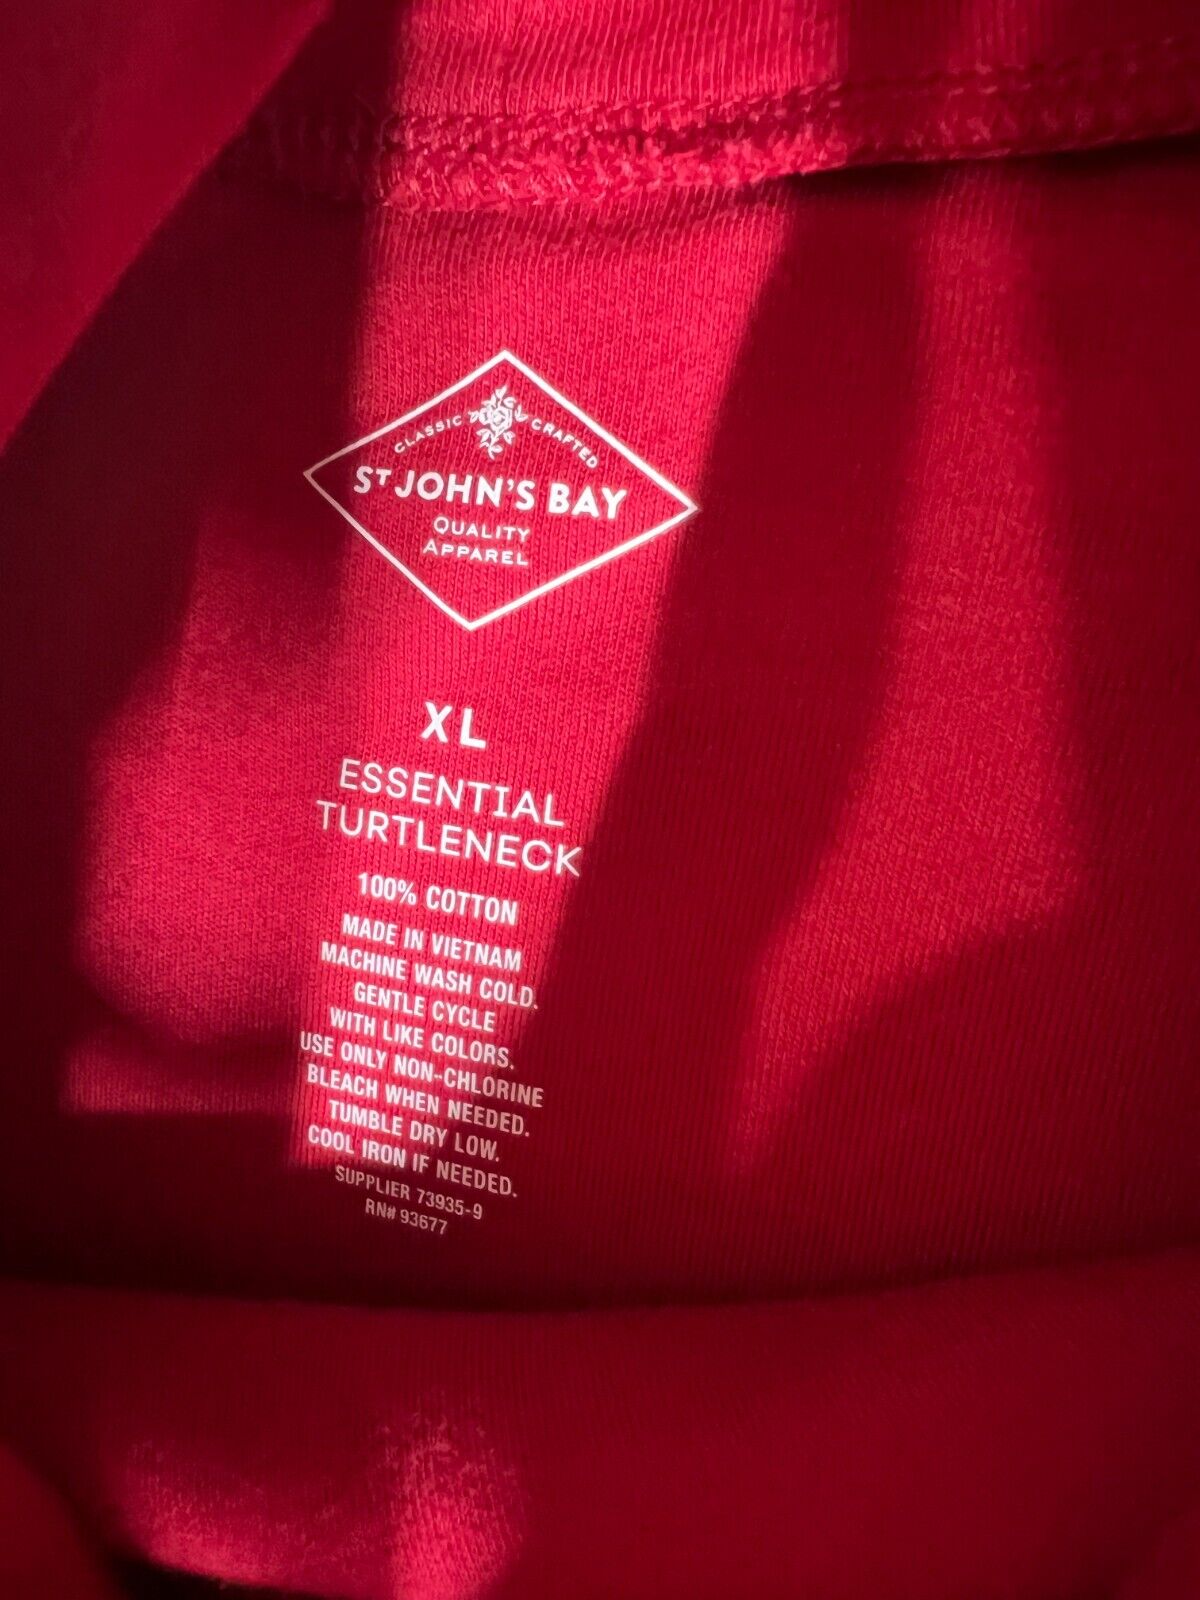 CLASSIC CRAFTED
ST JOHN'S BAY
QUALITY
APPAREL
XL
ESSENTIAL
TURTLENECK
100% COTTON
MADE IN VIETNAM
MACHINE WASH COLD.
GENTLE CYCLE
WITH LIKE COLORS.
USE ONLY NON-CHLORINE
BLEACH WHEN NEEDED.
TUMBLE DRY LOW.
COOL IRON IF NEEDED.
SUPPLIER 73935-9
RN# 93677